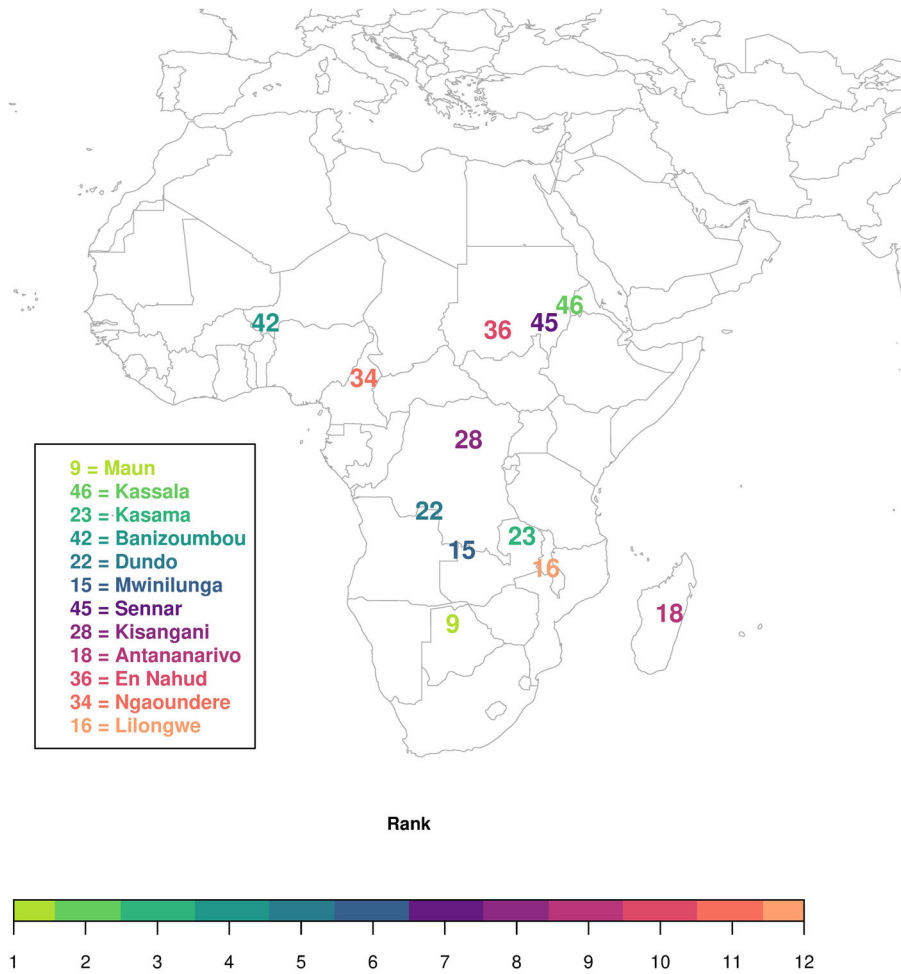 46
42
45
36
34
28
22
23
15
16
18
9
9 = Maun
46 = Kassala
23 = Kasama
42 = Banizoumbou
22 = Dundo
15 = Mwinilunga
45 = Sennar
28 = Kisangani
18 = Antananarivo
36 = En Nahud
34 = Ngaoundere
16 = Lilongwe
Rank
1 2 3 4 5 6 7 8 9 10 11 12